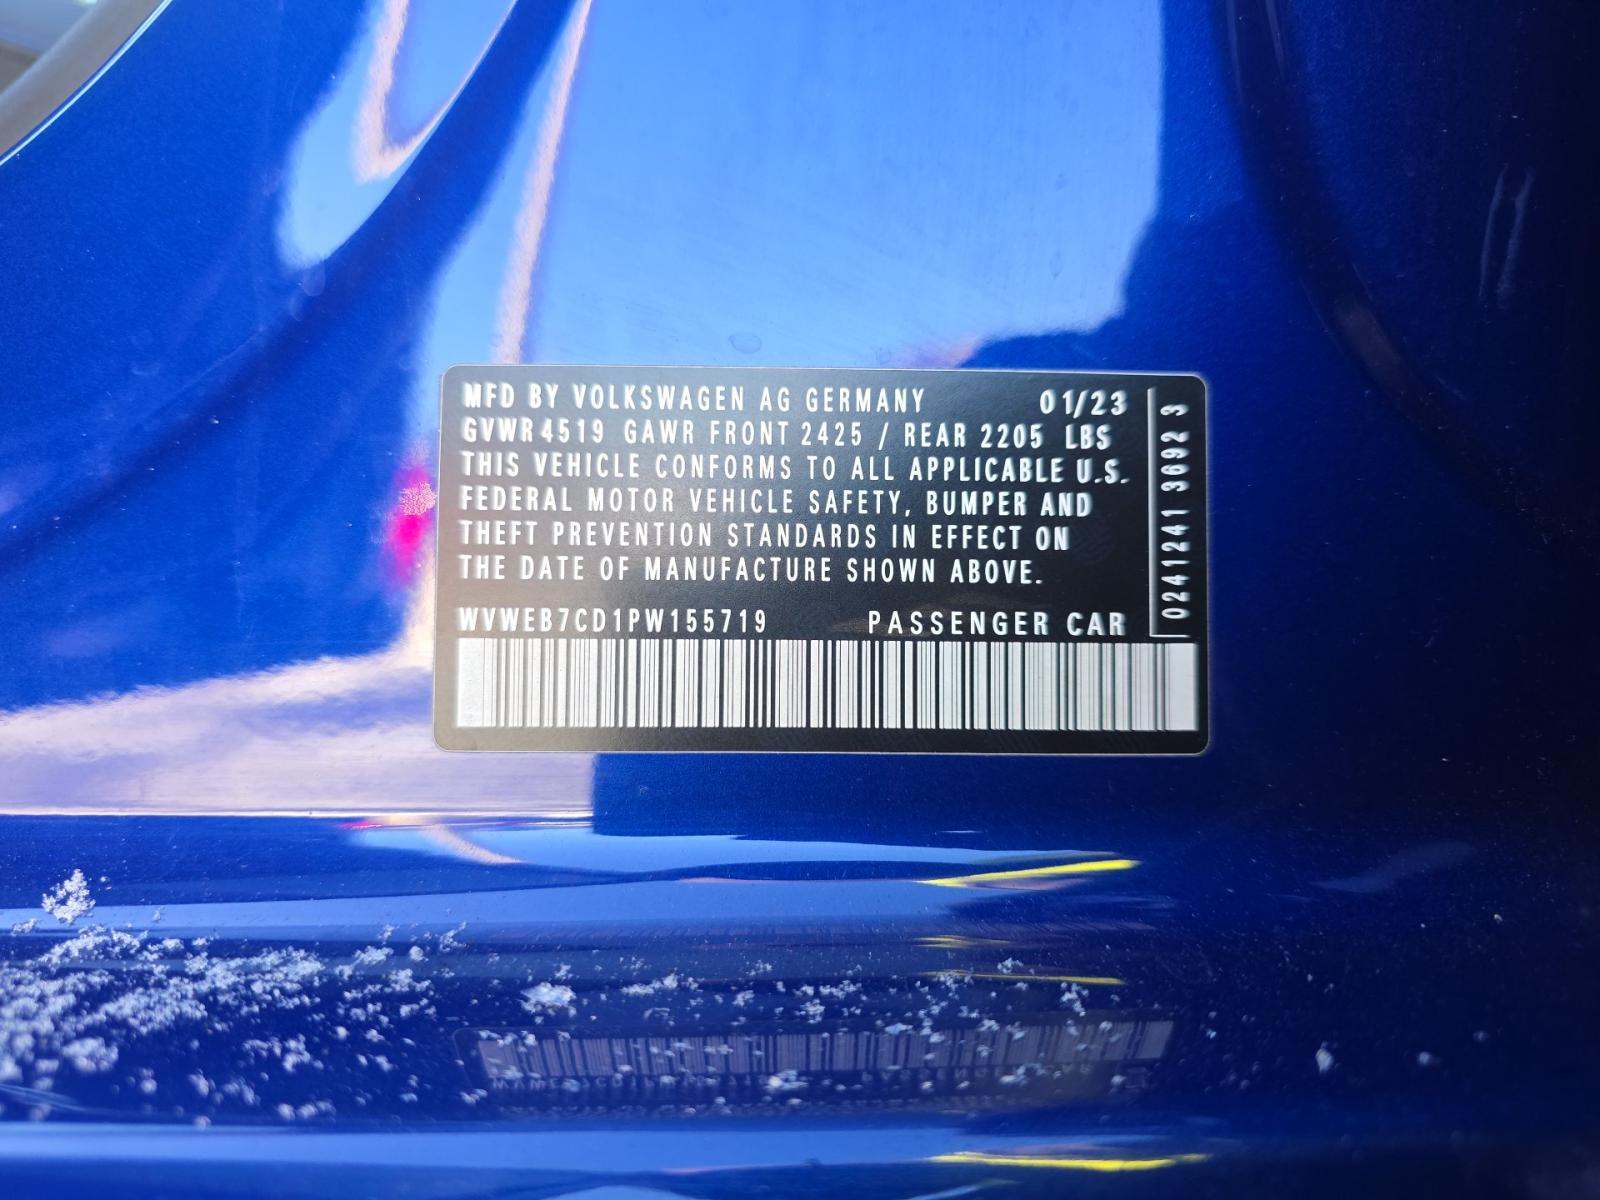 MFD BY VOLKSWAGEN AG GERMANY 01/23
GVWR 4519 GAWR FRONT 2425 / REAR 2205 LBS
THIS VEHICLE CONFORMS TO ALL APPLICABLE U.S.
FEDERAL MOTOR VEHICLE SAFETY, BUMPER AND
THEFT PREVENTION STANDARDS IN EFFECT ON
THE DATE OF MANUFACTURE SHOWN ABOVE.
WVWEB7CD1PW155719 PASSENGER CAR
0241241 3692 3